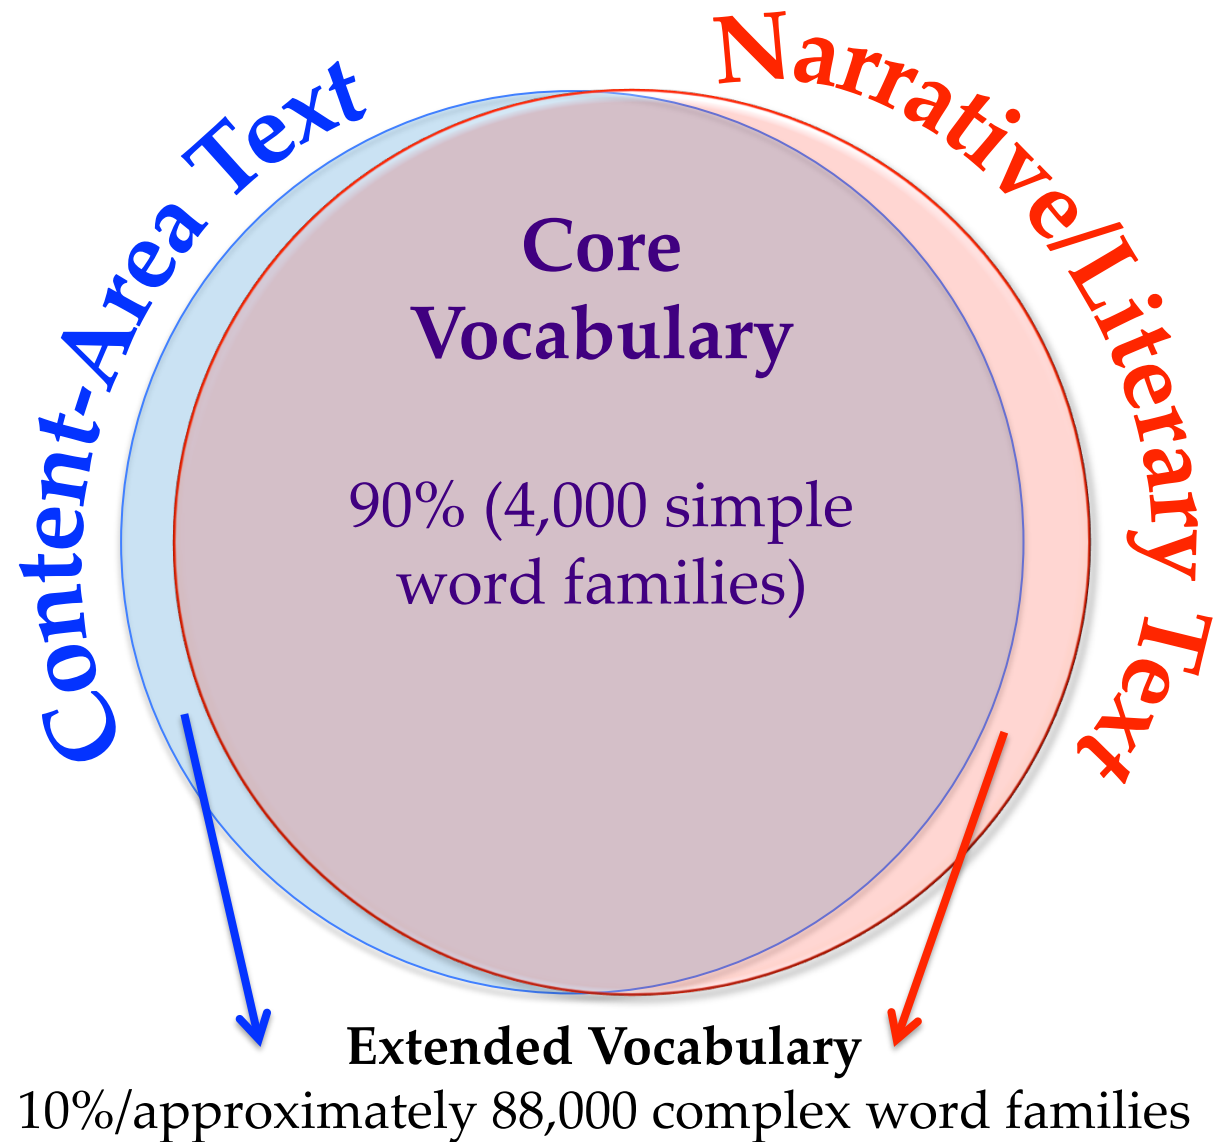 Content-Area Text
Narrative/Literary Text
Core
Vocabulary
90% (4,000 simple
word families)
Extended Vocabulary
10%/approximately 88,000 complex word families